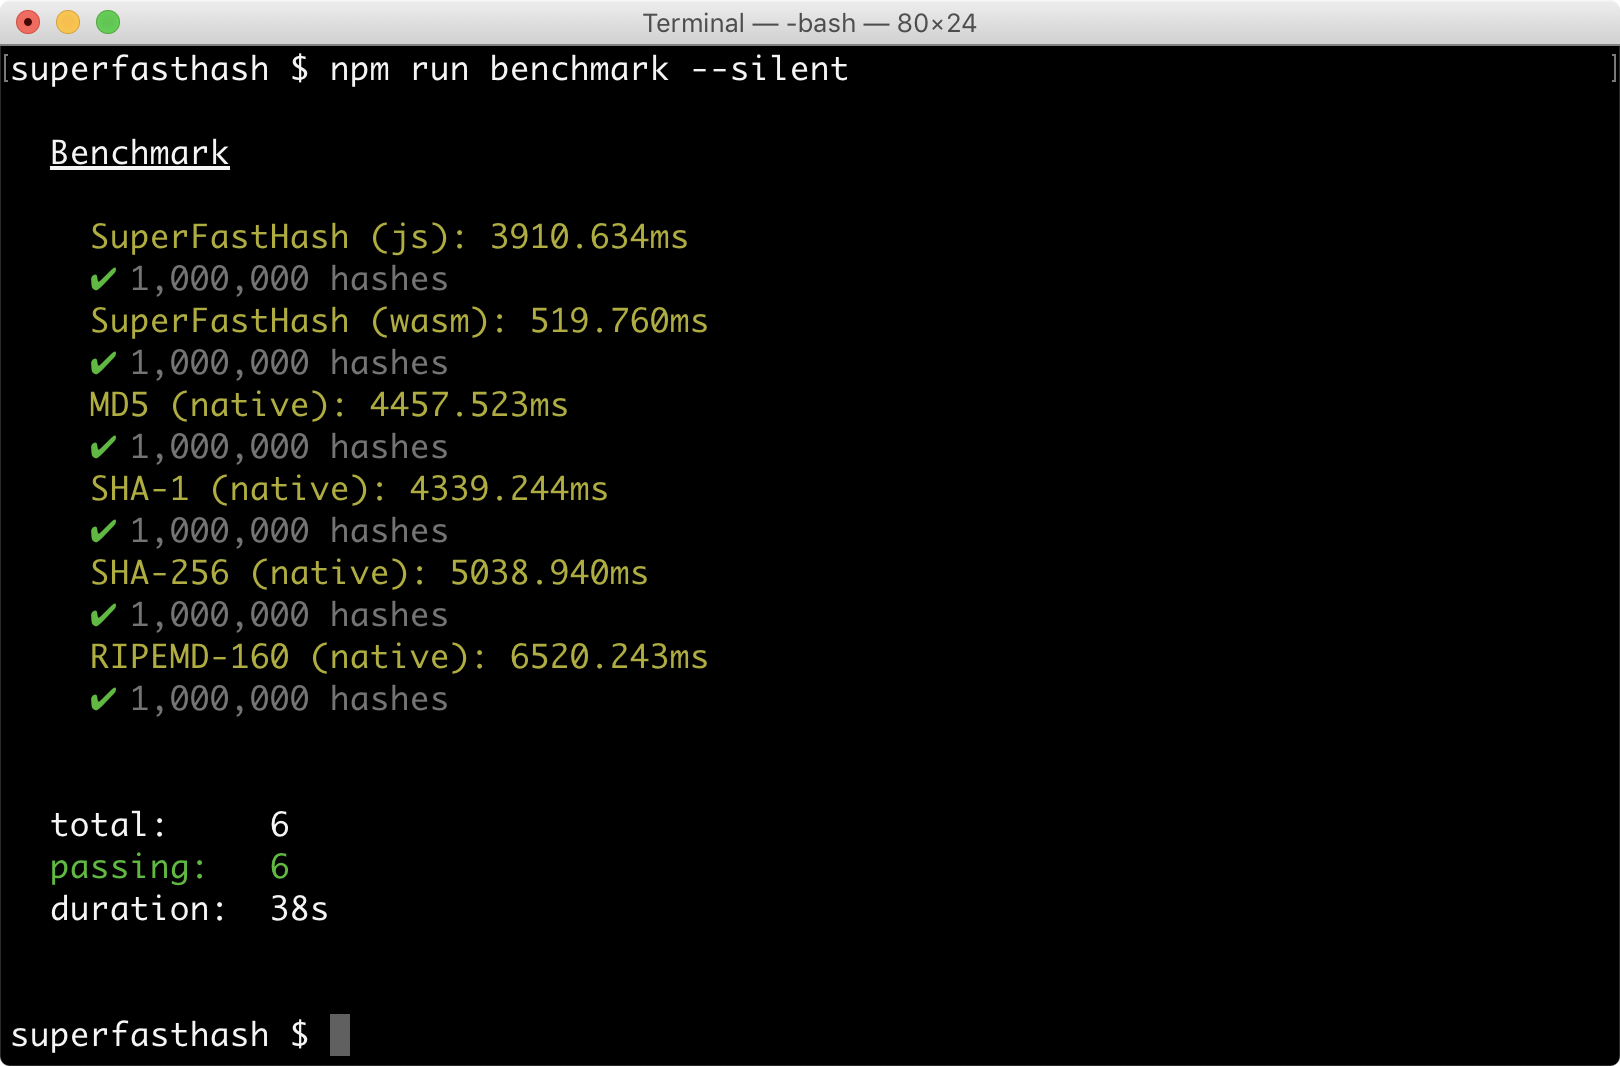 Terminal — -bash — 80×24
[superfasthash $ npm run benchmark --silent ]
Benchmark
SuperFastHash (js): 3910.634ms
✔ 1,000,000 hashes
SuperFastHash (wasm): 519.760ms
✔ 1,000,000 hashes
MD5 (native): 4457.523ms
✔ 1,000,000 hashes
SHA-1 (native): 4339.244ms
✔ 1,000,000 hashes
SHA-256 (native): 5038.940ms
✔ 1,000,000 hashes
RIPEMD-160 (native): 6520.243ms
✔ 1,000,000 hashes
total: 6
passing: 6
duration: 38s
superfasthash $